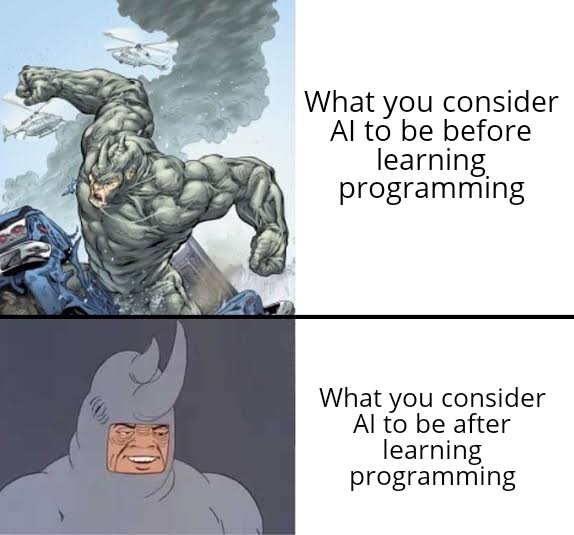 What you consider
AI to be before
learning
programming
What you consider
AI to be after
learning
programming